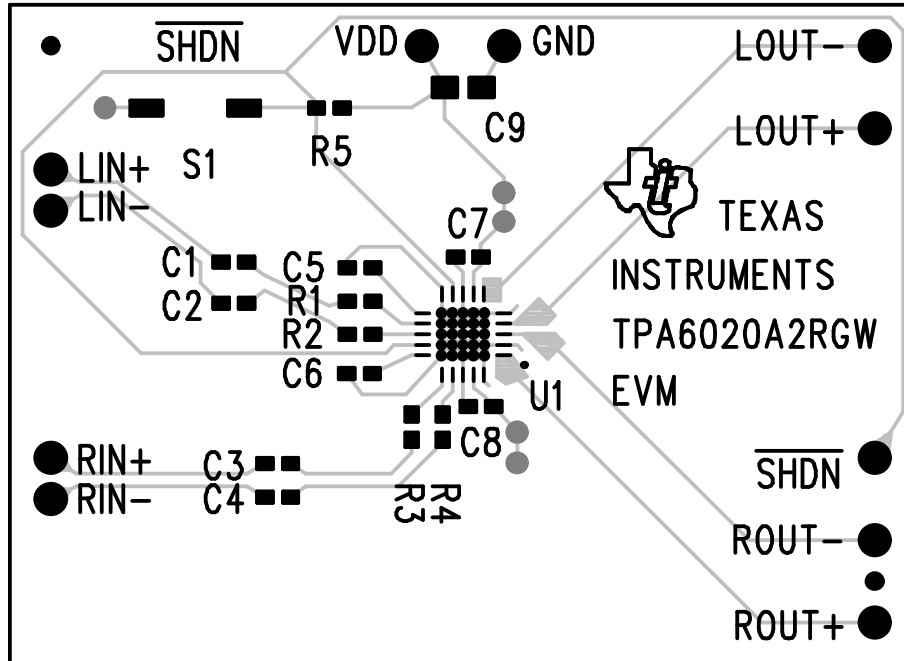 SHDN VDD GND LOUT-
C9
R5 LOUT+
LIN+ S1
LIN-
C7 TEXAS
C1 C5 INSTRUMENTS
C2 R1
R2 TPA6020A2RGW
C6 U1 EVM
C8
RIN+ C3 SHDN
RIN- C4 R3 R4
ROUT-
ROUT+